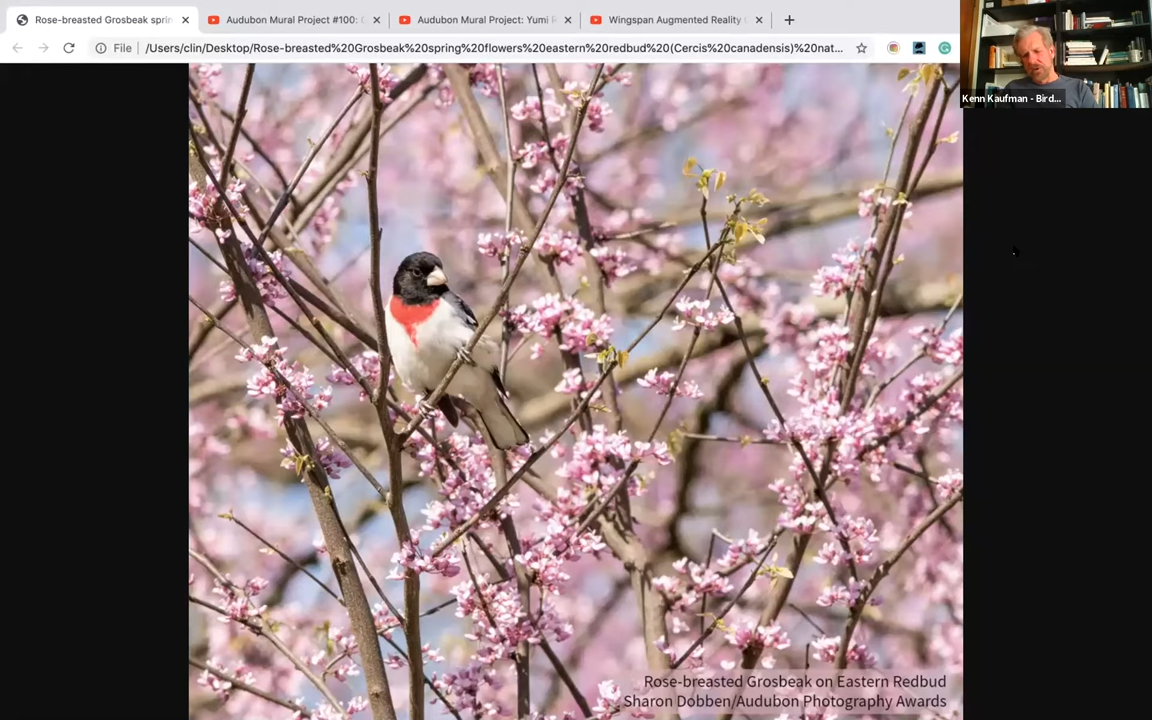 Rose-breasted Grosbeak sprin
Audubon Mural Project #100: G
Audubon Mural Project: Yumi R
Wingspan Augmented Reality G
File
/Users/clin/Desktop/Rose-breasted%20Grosbeak%20spring%20flowers%20eastern%20redbud%20(Cercis%20canadensis)%20nat...
Kenn Kaufman - Bird...
Rose-breasted Grosbeak on Eastern Redbud
Sharon Dobben/Audubon Photography Awards